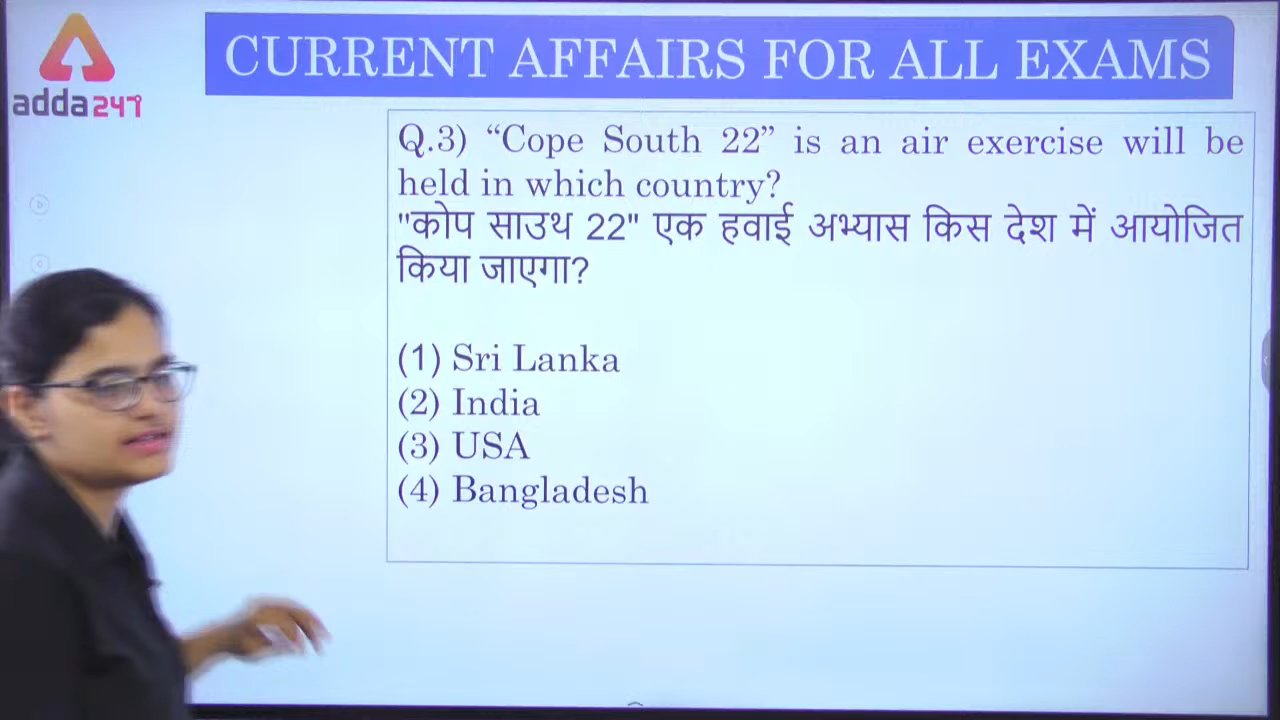 CURRENT AFFAIRS FOR ALL EXAMS
adda247
Q.3) “Cope South 22” is an air exercise will be
held in which country?
"कोप साउथ 22" एक हवाई अभ्यास किस देश में आयोजित
किया जाएगा?
(1) Sri Lanka
(2) India
(3) USA
(4) Bangladesh